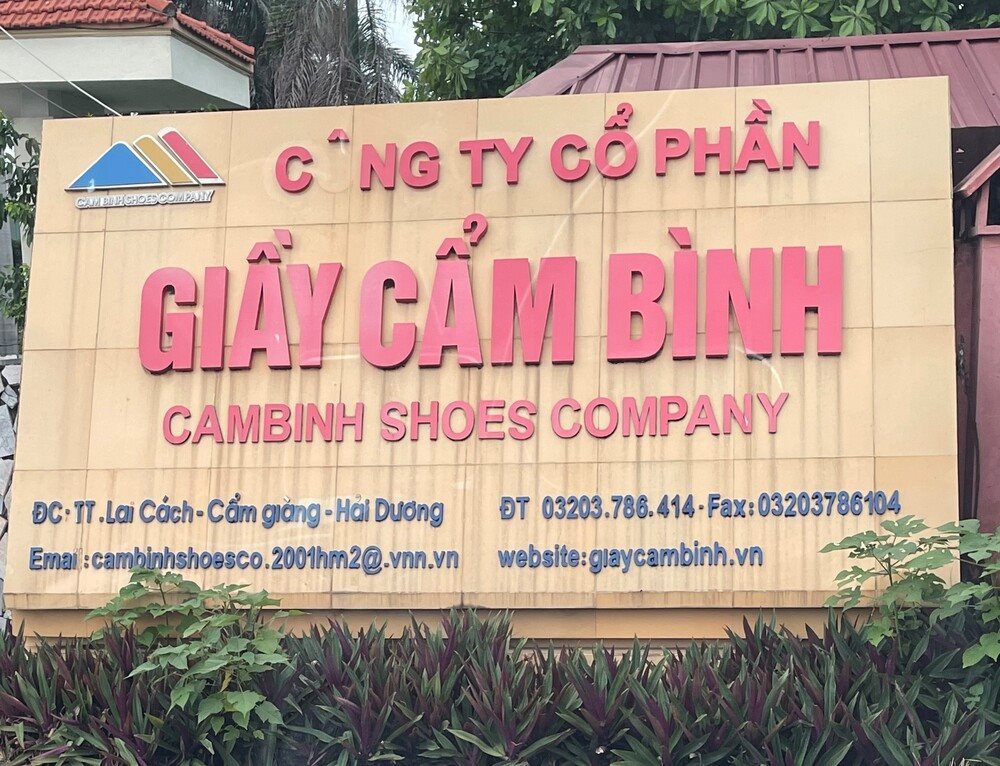 CAM BINH SHOES COMPANY
C^NG TY CỔ PHẦN
GIẦY CẨM BÌNH
CAMBINH SHOES COMPANY
ĐC: TT.Lai Cách-Cẩm giàng-Hải Dương
ĐT 03203.786.414-Fax:03203786104
Emai:cambinhshoesco.2001hm2@.vnn.vn
website:giaycambinh.vn